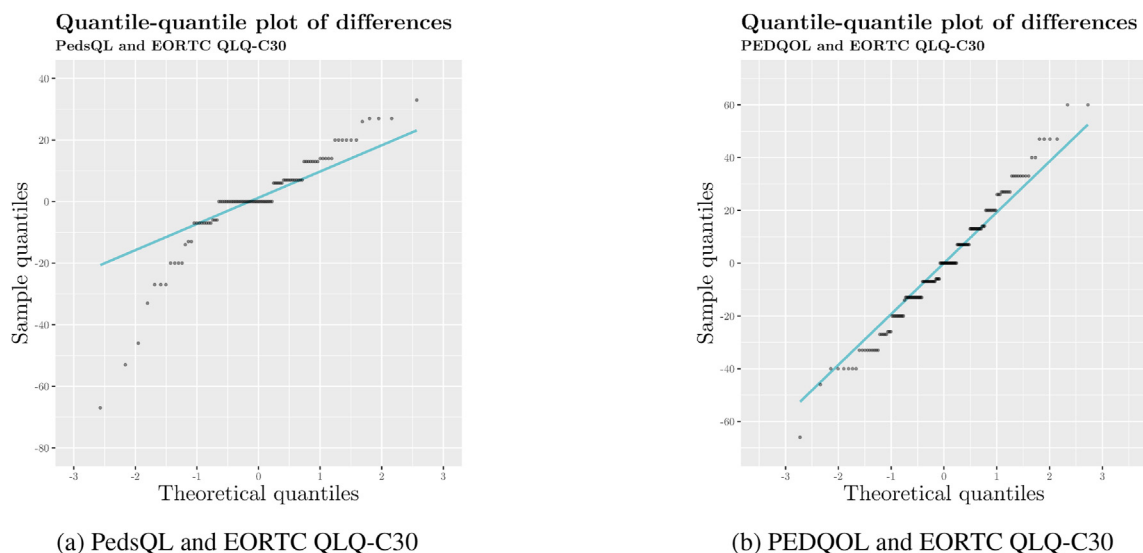 Quantile-quantile plot of differences
PedsQL and EORTC QLQ-C30
40
20
0
-20
-40
-60
-80
Sample quantiles
-3 -2 -1 0 1 2 3
Theoretical quantiles
(a) PedsQL and EORTC QLQ-C30
Quantile-quantile plot of differences
PEDQOL and EORTC QLQ-C30
60
40
20
0
-20
-40
-60
Sample quantiles
-3 -2 -1 0 1 2 3
Theoretical quantiles
(b) PEDQOL and EORTC QLQ-C30